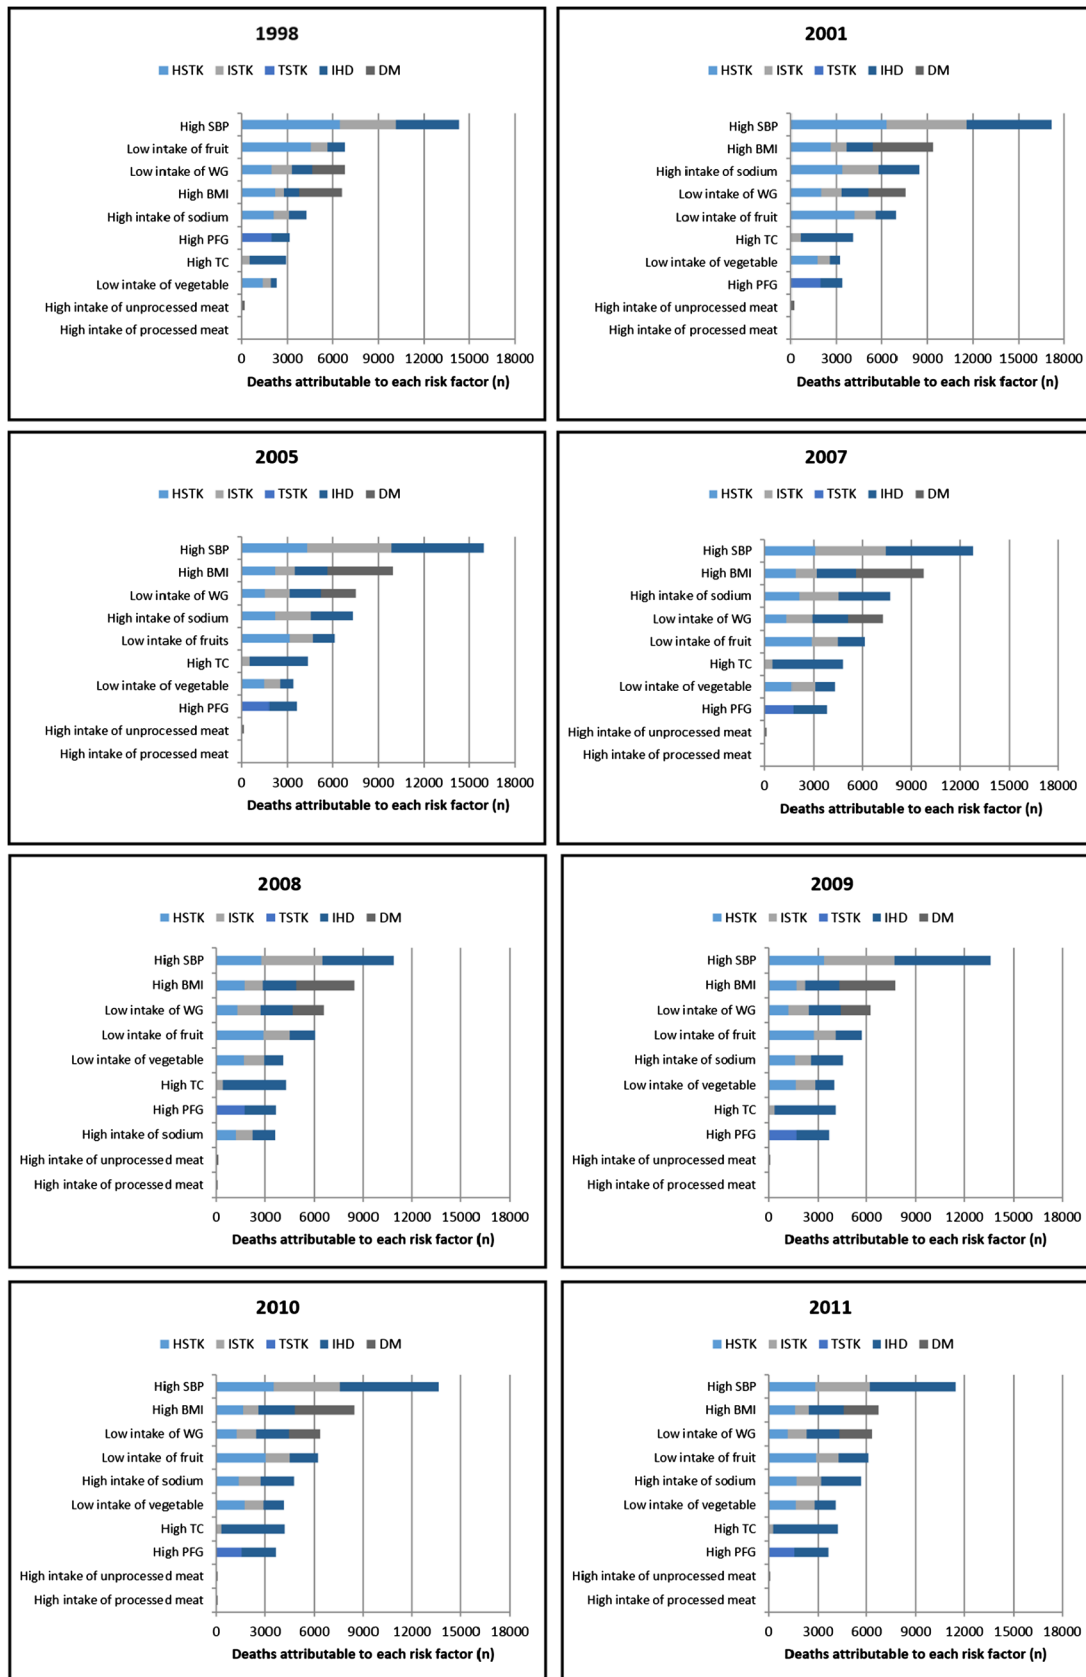 1998
HSTK ISTK TSTK IHD DM
High SBP
Low intake of fruit
Low intake of WG
High BMI
High intake of sodium
High PFG
High TC
Low intake of vegetable
High intake of unprocessed meat
High intake of processed meat
0 3000 6000 9000 12000 15000 18000
Deaths attributable to each risk factor (n)
2001
HSTK ISTK TSTK IHD DM
High SBP
High BMI
High intake of sodium
Low intake of WG
Low intake of fruit
High TC
Low intake of vegetable
High PFG
High intake of unprocessed meat
High intake of processed meat
0 3000 6000 9000 12000 15000 18000
Deaths attributable to each risk factor (n)
2005
HSTK ISTK TSTK IHD DM
High SBP
High BMI
Low intake of WG
High intake of sodium
Low intake of fruits
High TC
Low intake of vegetable
High PFG
High intake of unprocessed meat
High intake of processed meat
0 3000 6000 9000 12000 15000 18000
Deaths attributable to each risk factor (n)
2007
HSTK ISTK TSTK IHD DM
High SBP
High BMI
High intake of sodium
Low intake of WG
Low intake of fruit
High TC
Low intake of vegetable
High PFG
High intake of unprocessed meat
High intake of processed meat
0 3000 6000 9000 12000 15000 18000
Deaths attributable to each risk factor (n)
2008
HSTK ISTK TSTK IHD DM
High SBP
High BMI
Low intake of WG
Low intake of fruit
Low intake of vegetable
High TC
High PFG
High intake of sodium
High intake of unprocessed meat
High intake of processed meat
0 3000 6000 9000 12000 15000 18000
Deaths attributable to each risk factor (n)
2009
HSTK ISTK TSTK IHD DM
High SBP
High BMI
Low intake of WG
Low intake of fruit
High intake of sodium
Low intake of vegetable
High TC
High PFG
High intake of unprocessed meat
High intake of processed meat
0 3000 6000 9000 12000 15000 18000
Deaths attributable to each risk factor (n)
2010
HSTK ISTK TSTK IHD DM
High SBP
High BMI
Low intake of WG
Low intake of fruit
High intake of sodium
Low intake of vegetable
High TC
High PFG
High intake of unprocessed meat
High intake of processed meat
0 3000 6000 9000 12000 15000 18000
Deaths attributable to each risk factor (n)
2011
HSTK ISTK TSTK IHD DM
High SBP
High BMI
Low intake of WG
Low intake of fruit
High intake of sodium
Low intake of vegetable
High TC
High PFG
High intake of unprocessed meat
High intake of processed meat
0 3000 6000 9000 12000 15000 18000
Deaths attributable to each risk factor (n)